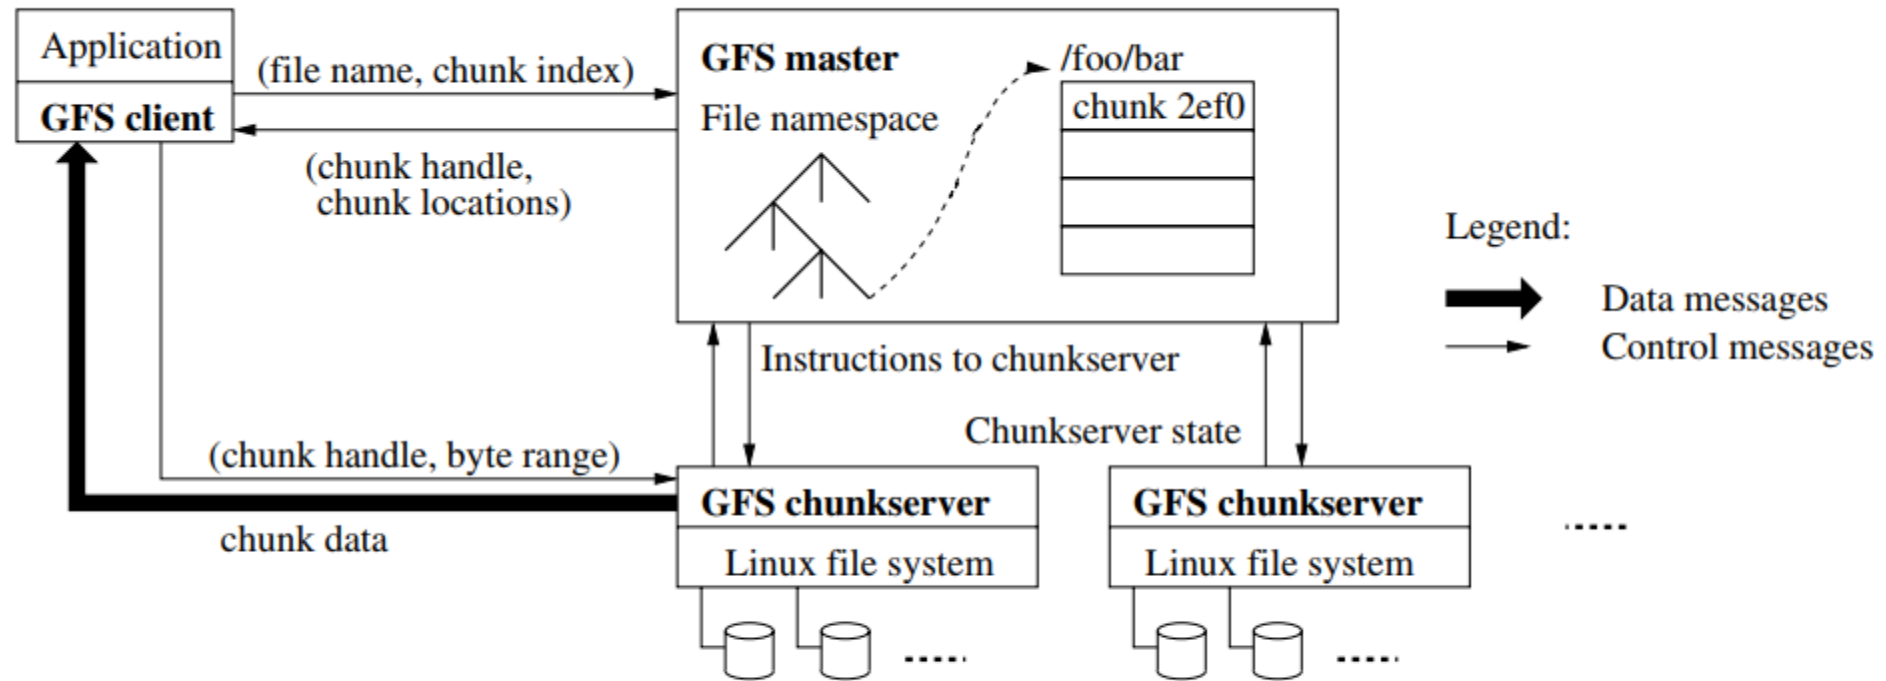 Application
GFS client
(file name, chunk index)
(chunk handle,
chunk locations)
GFS master
File namespace
/foo/bar
chunk 2ef0
Legend:
Data messages
Control messages
Instructions to chunkserver
Chunkserver state
(chunk handle, byte range)
chunk data
GFS chunkserver
Linux file system
GFS chunkserver
Linux file system